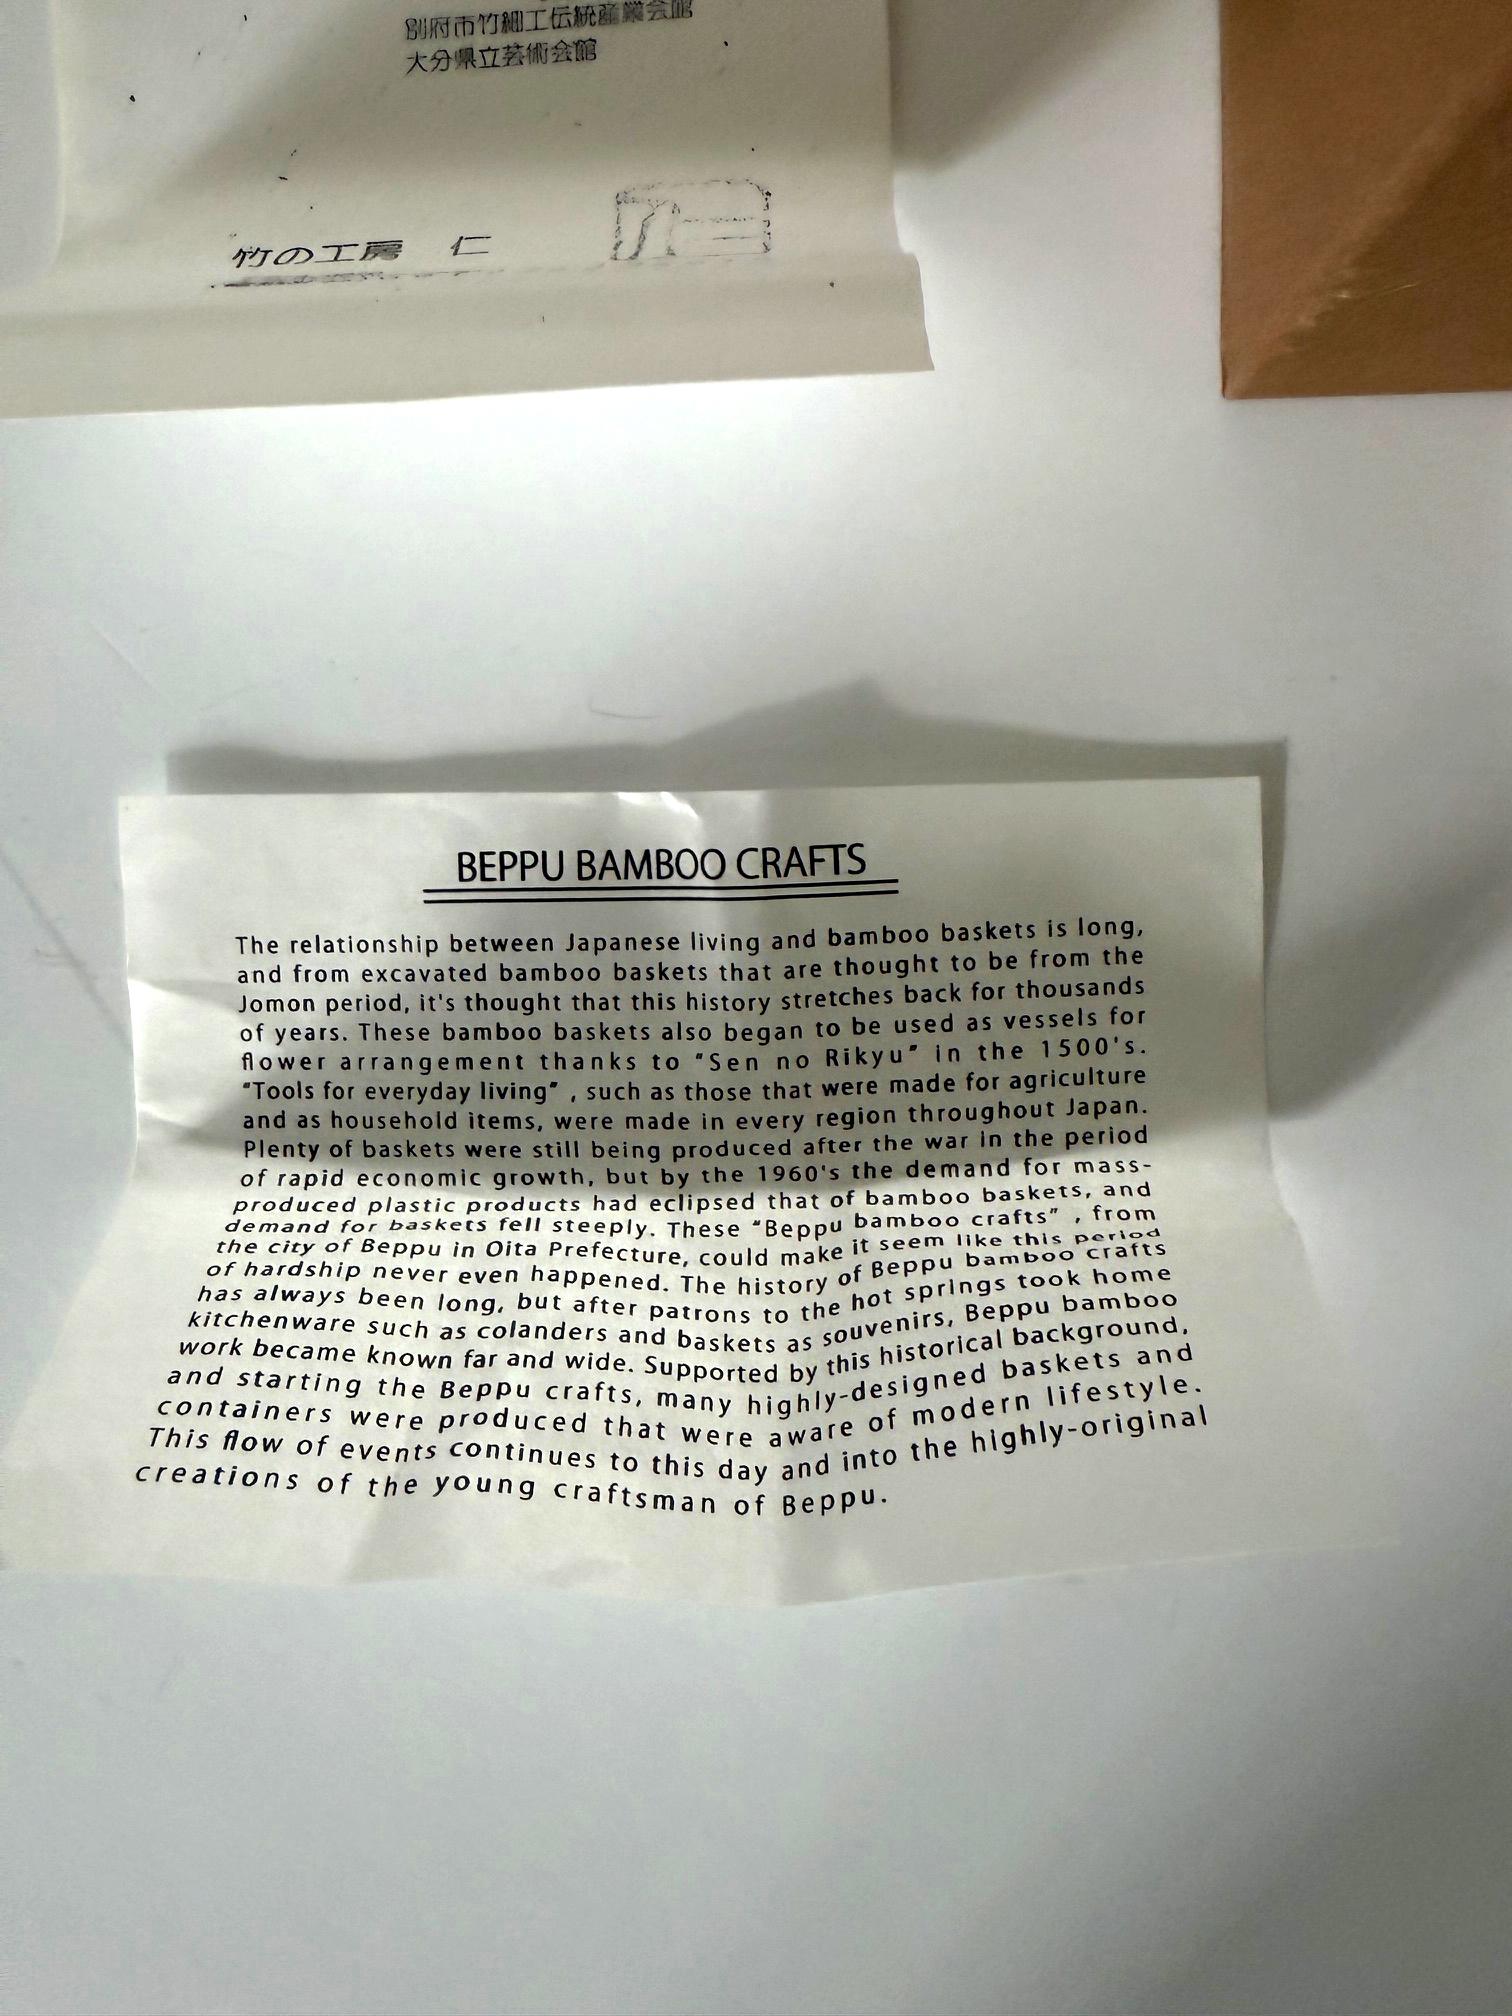 別府市竹細工伝統産業会館
大分県立芸術会館
竹の工房 仁
仁
BEPPU BAMBOO CRAFTS
The relationship between Japanese living and bamboo baskets is long,
and from excavated bamboo baskets that are thought to be from the
Jomon period, it's thought that this history stretches back for thousands
of years. These bamboo baskets also began to be used as vessels for
flower arrangement thanks to "Sen no Rikyu" in the 1500's.
"Tools for everyday living" , such as those that were made for agriculture
and as household items, were made in every region throughout Japan.
Plenty of baskets were still being produced after the war in the period
of rapid economic growth, but by the 1960's the demand for mass-
produced plastic products had eclipsed that of bamboo baskets, and
demand for baskets fell steeply. These "Beppu bamboo crafts" , from
the city of Beppu in Oita Prefecture, could make it seem like this period
of hardship never even happened. The history of Beppu bamboo crafts
has always been long, but after patrons to the hot springs took home
kitchenware such as colanders and baskets as souvenirs, Beppu bamboo
work became known far and wide. Supported by this historical background,
and starting the Beppu crafts, many highly-designed baskets and
containers were produced that were aware of modern lifestyle.
This flow of events continues to this day and into the highly-original
creations of the young craftsman of Beppu.